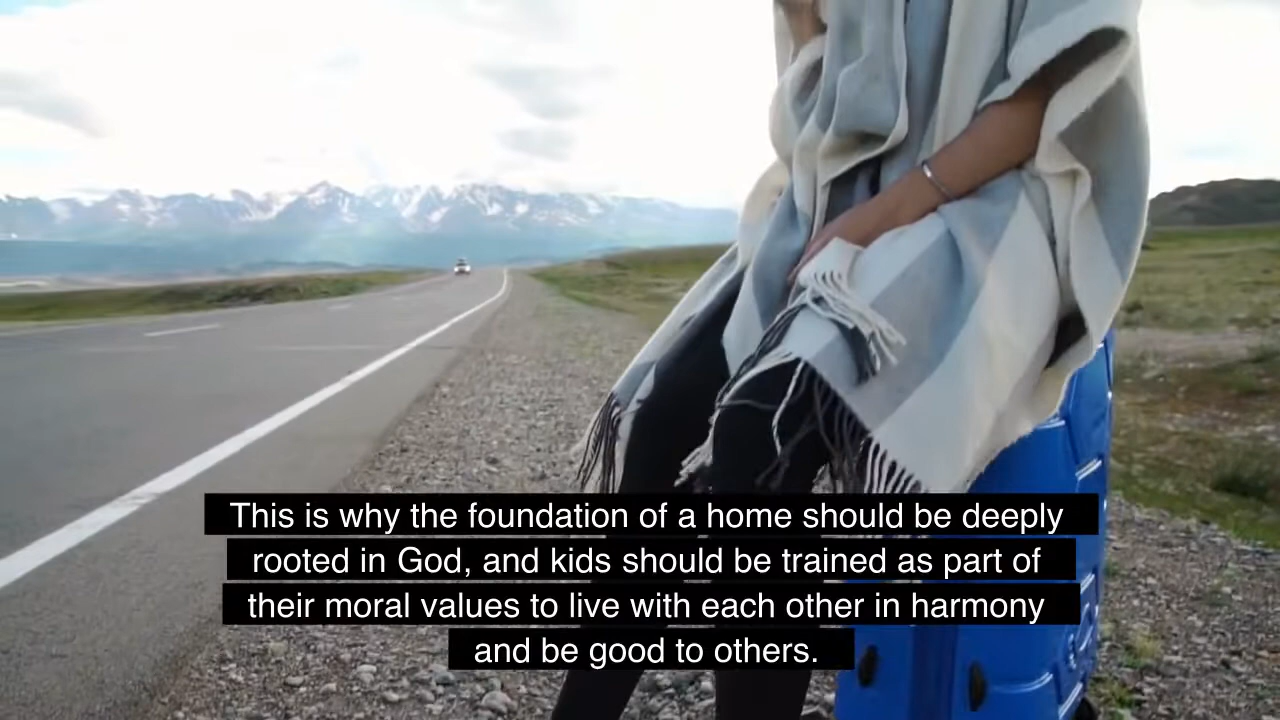 This is why the foundation of a home should be deeply
rooted in God, and kids should be trained as part of
their moral values to live with each other in harmony
and be good to others.